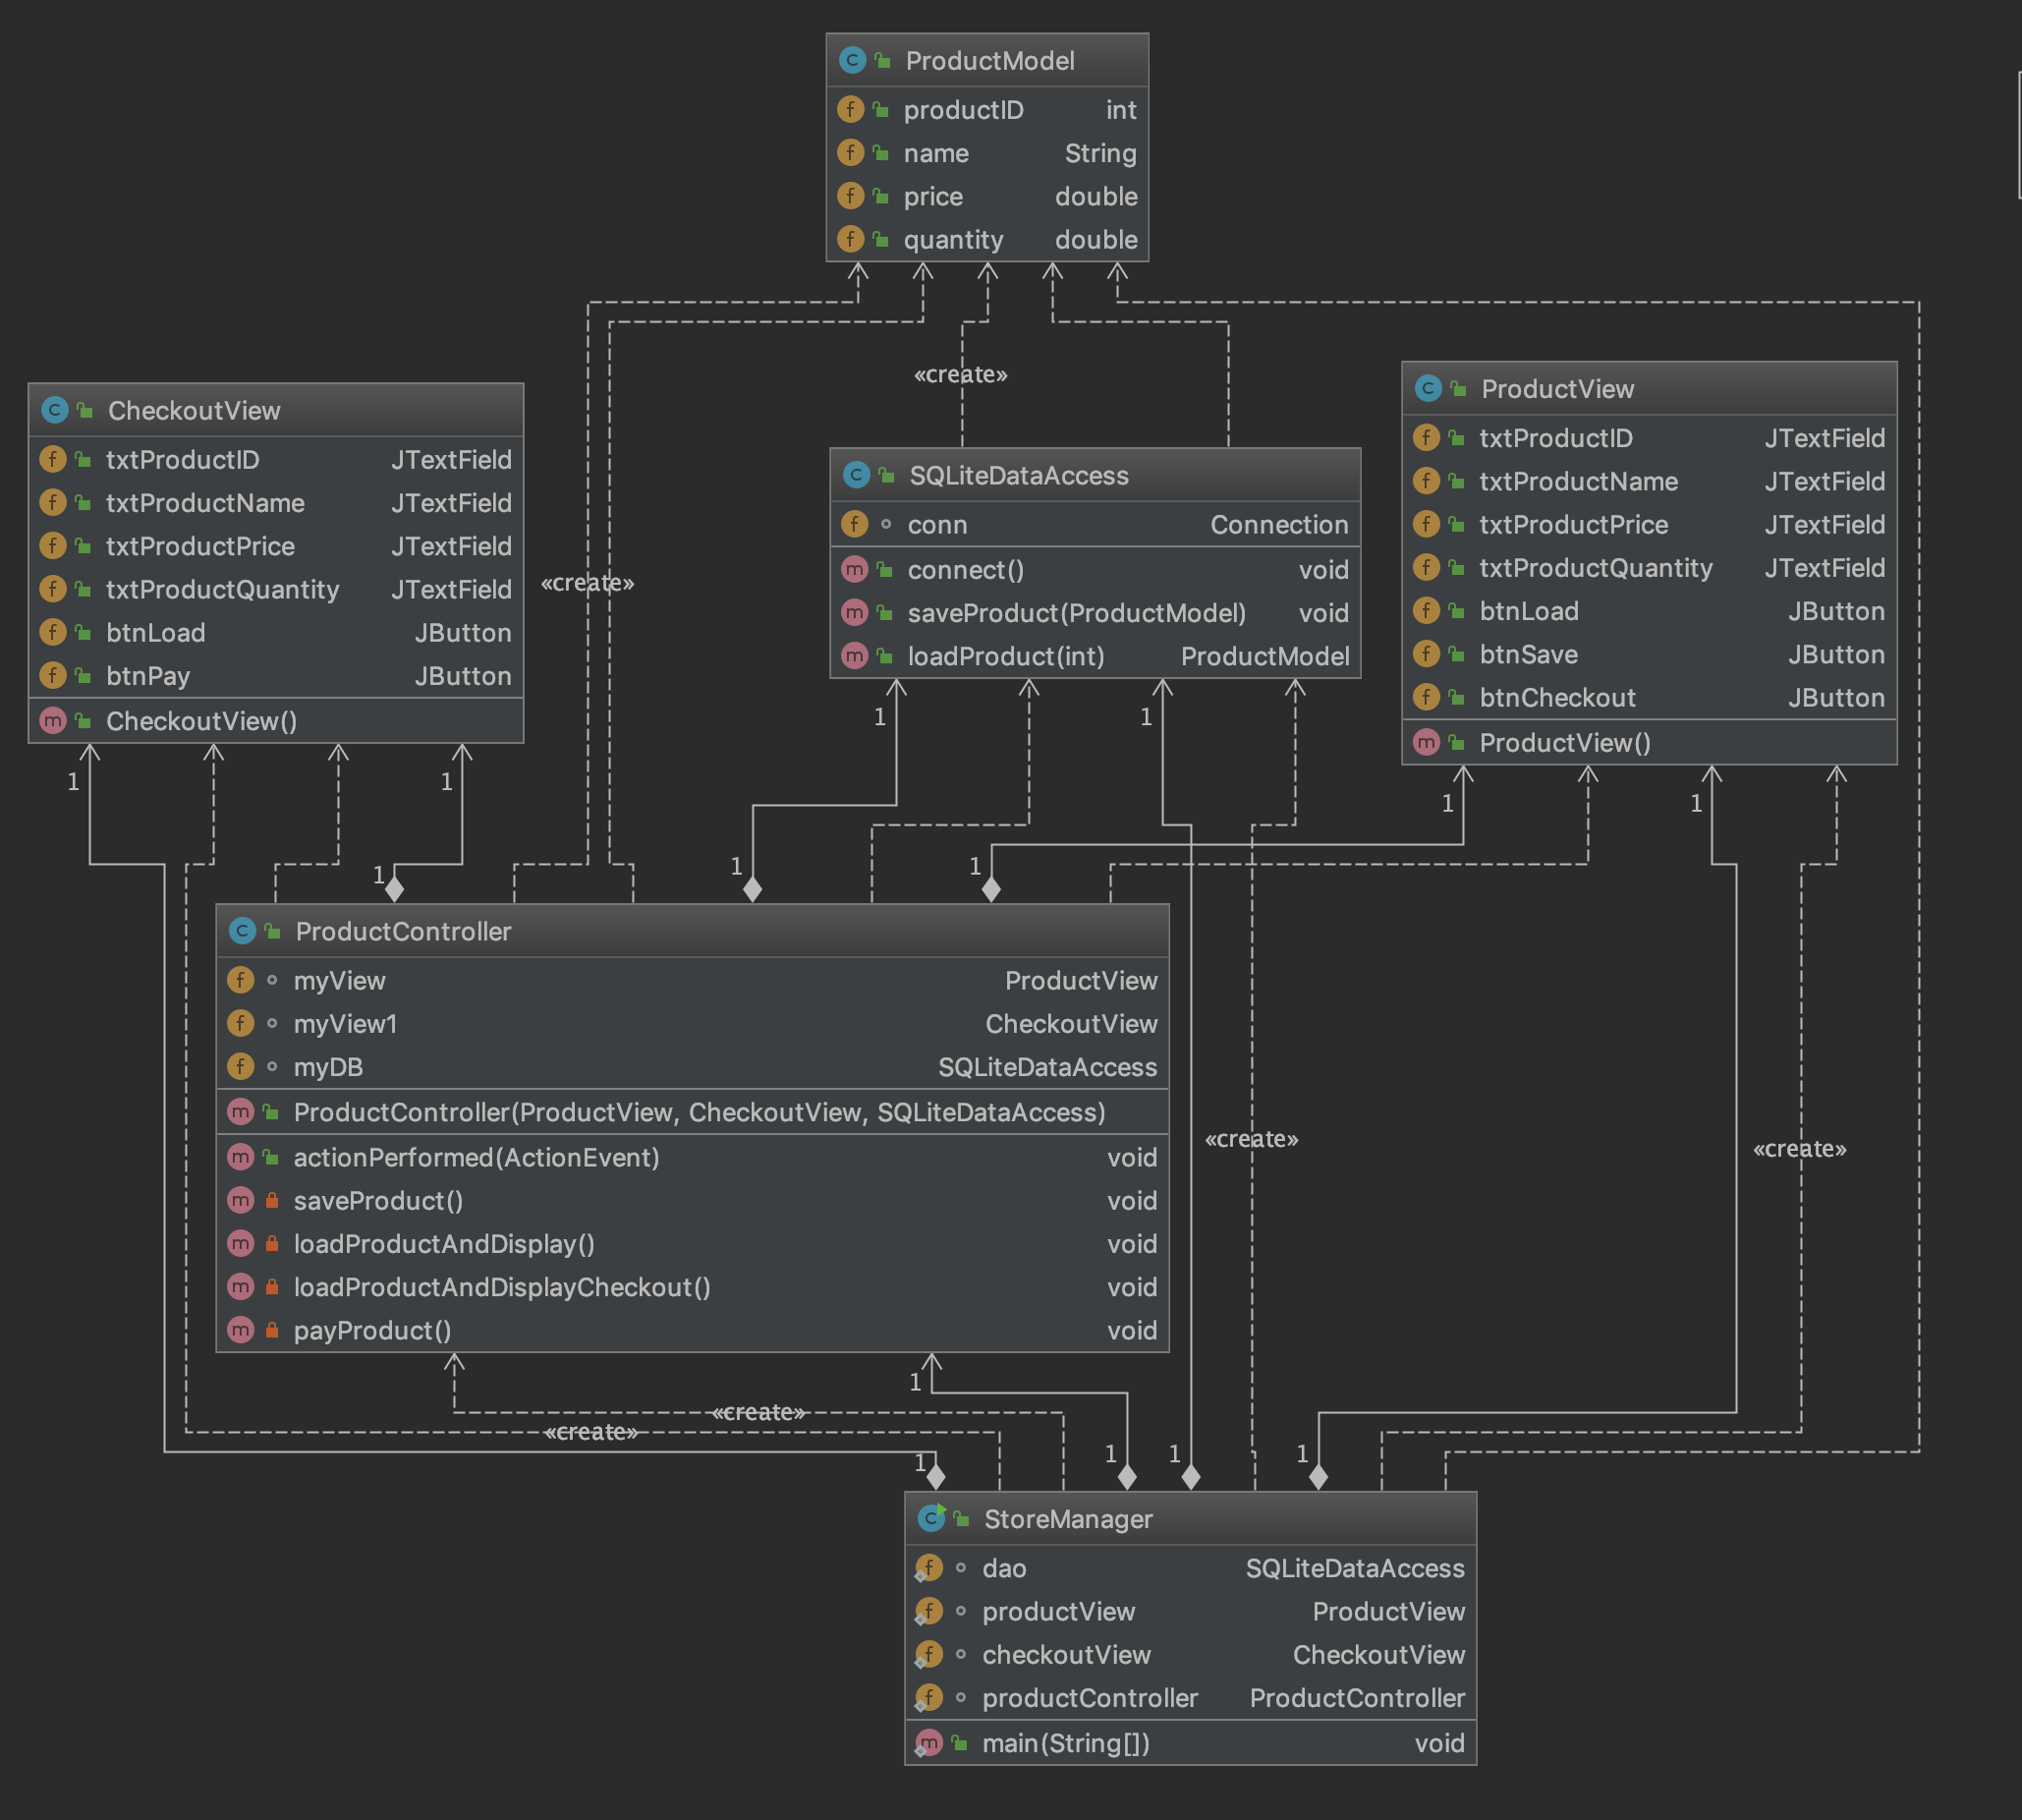 ProductModel
productID int
name String
price double
quantity double
«create»
CheckoutView
txtProductID JTextField
txtProductName JTextField
txtProductPrice JTextField
txtProductQuantity JTextField
btnLoad JButton
btnPay JButton
CheckoutView()
«create»
SQLiteDataAccess
conn Connection
connect() void
saveProduct(ProductModel) void
loadProduct(int) ProductModel
ProductView
txtProductID JTextField
txtProductName JTextField
txtProductPrice JTextField
txtProductQuantity JTextField
btnLoad JButton
btnSave JButton
btnCheckout JButton
ProductView()
1
1
1
1
1
1
1
1
1
ProductController
myView ProductView
myView1 CheckoutView
myDB SQLiteDataAccess
ProductController(ProductView, CheckoutView, SQLiteDataAccess)
actionPerformed(ActionEvent) void
saveProduct() void
loadProductAndDisplay() void
loadProductAndDisplayCheckout() void
payProduct() void
«create»
«create»
1
«create»
«create»
1
1
1
1
StoreManager
dao SQLiteDataAccess
productView ProductView
checkoutView CheckoutView
productController ProductController
main(String[]) void